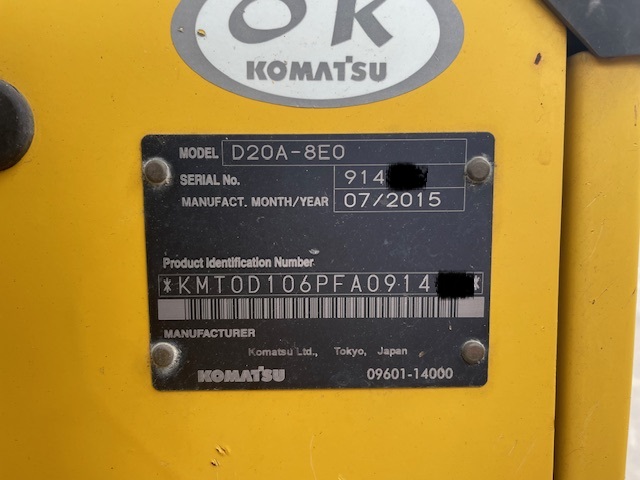 OK
KOMATSU
MODEL D20A-8E0
SERIAL No. 914
MANUFACT. MONTH/YEAR 07/2015
Product Identification Number
*KMT0D106PFA0914 *
MANUFACTURER
Komatsu Ltd., Tokyo, Japan
KOMATSU 09601-14000